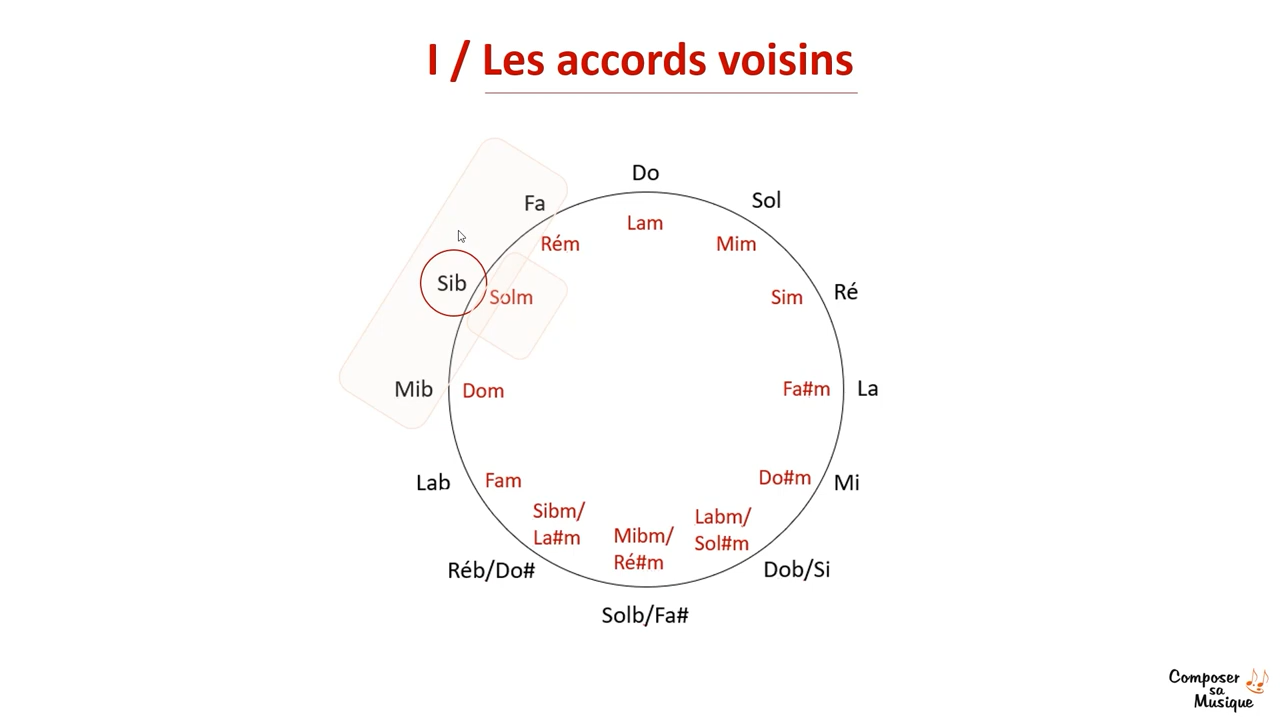 I / Les accords voisins
Do
Fa
Sol
Lam
Rém
Mim
Sib
Solm
Sim
Ré
Mib
Dom
Fa#m
La
Lab
Fam
Do#m
Mi
Sibm/
La#m
Mibm/
Ré#m
Labm/
Sol#m
Réb/Do#
Dob/Si
Solb/Fa#
Composer
sa
Musique